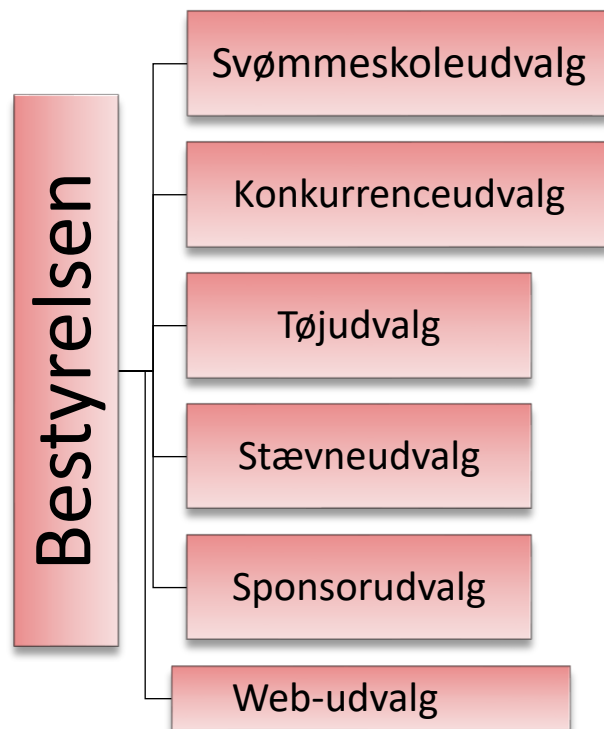 Bestyrelsen
Svømmeskoleudvalg
Konkurrenceudvalg
Tøjudvalg
Stævneudvalg
Sponsorudvalg
Web-udvalg